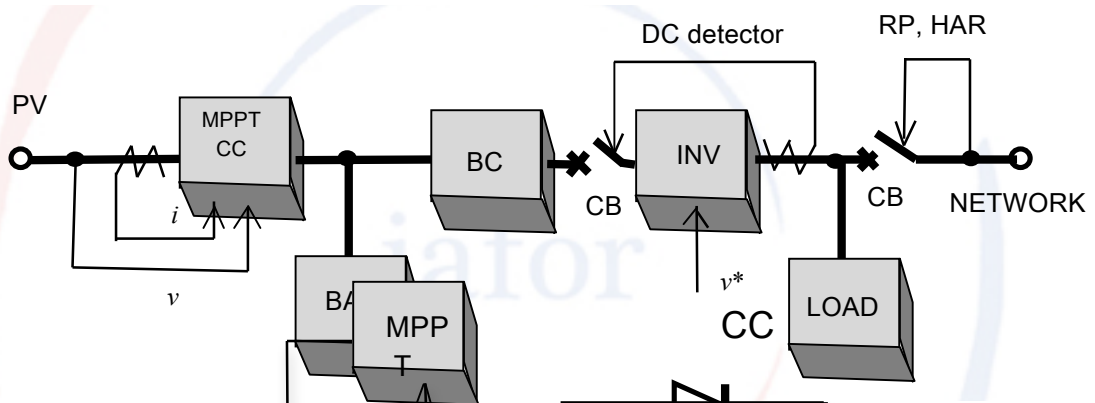 DC detector
RP, HAR
PV
MPPT
CC
BC
INV
CB
CB
NETWORK
i
v
v*
CC
LOAD
MPP
T
iafor